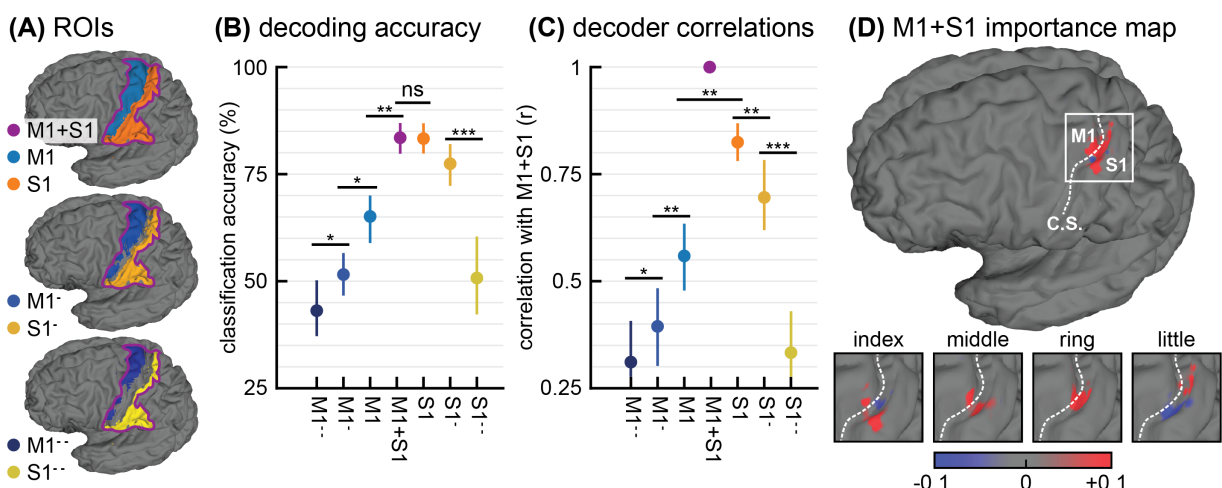 (A) ROIs
M1+S1
M1
S1
M1-
S1-
M1--
S1--
(B) decoding accuracy
classification accuracy (%)
100
75
50
25
*
*
**
ns
***
M1--
M1-
M1
M1+S1
S1
S1-
S1--
(C) decoder correlations
correlation with M1+S1 (r)
1
0.75
0.5
0.25
*
**
**
**
***
M1--
M1-
M1
M1+S1
S1
S1-
S1--
(D) M1+S1 importance map
M1
S1
C.S.
index
middle
ring
little
-0.1
0
+0.1